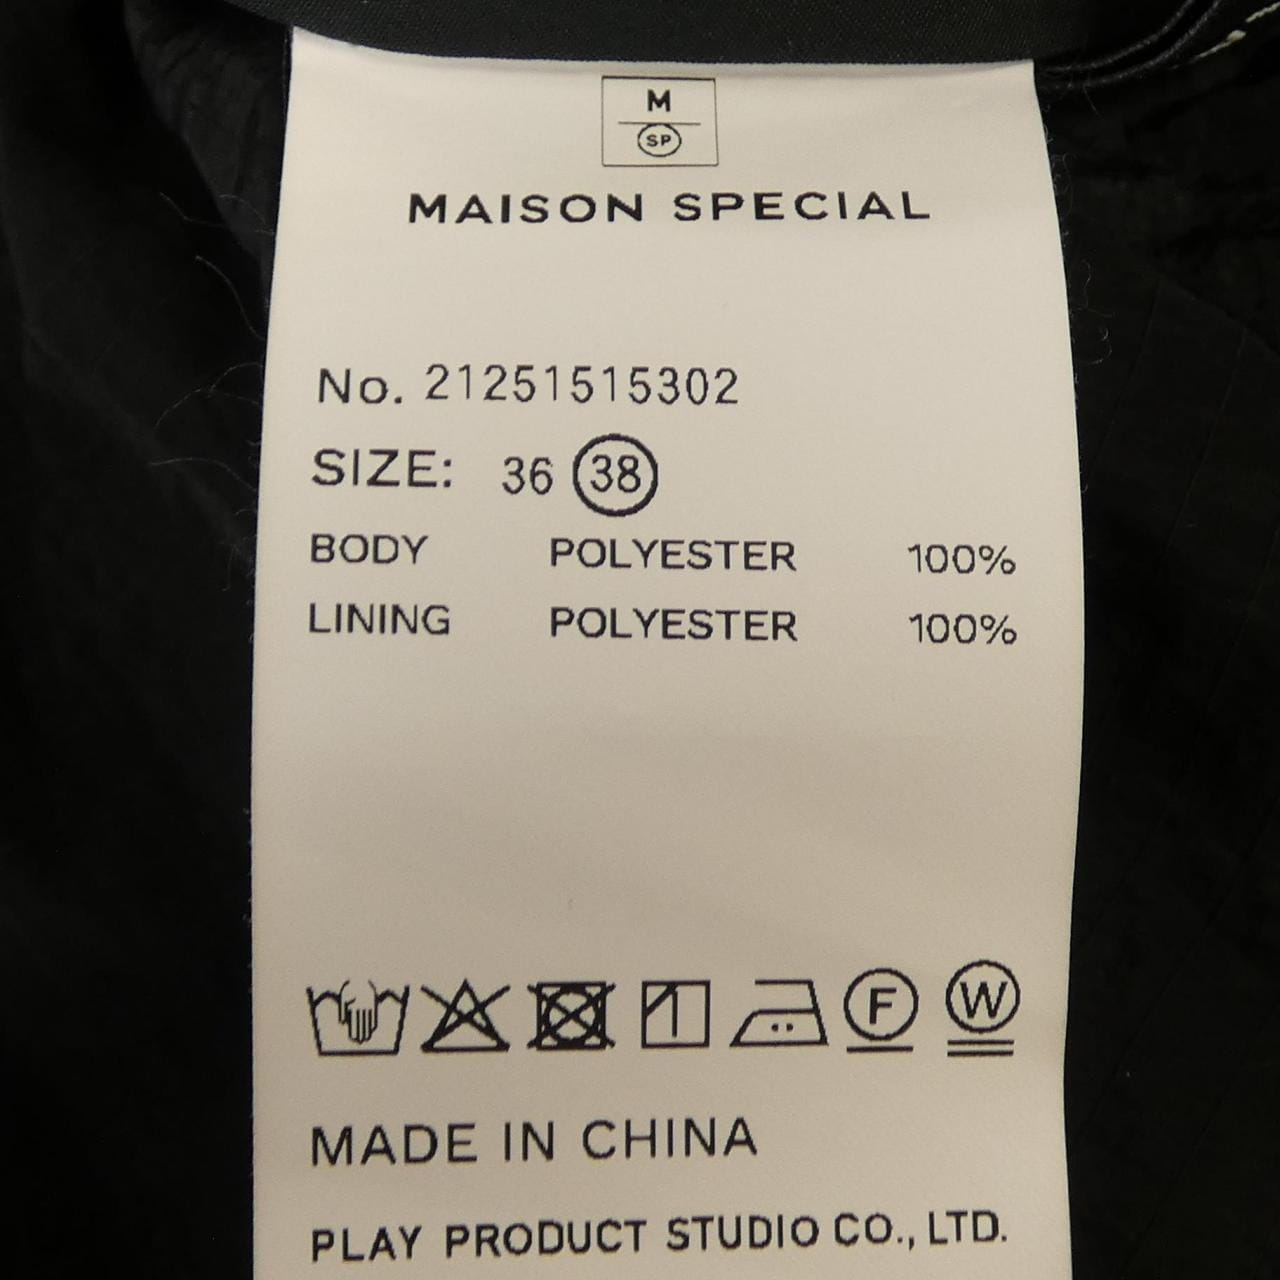 M
SP
MAISON SPECIAL
No. 21251515302
SIZE: 36 38
BODY POLYESTER 100%
LINING POLYESTER 100%
F W
MADE IN CHINA
PLAY PRODUCT STUDIO CO., LTD.